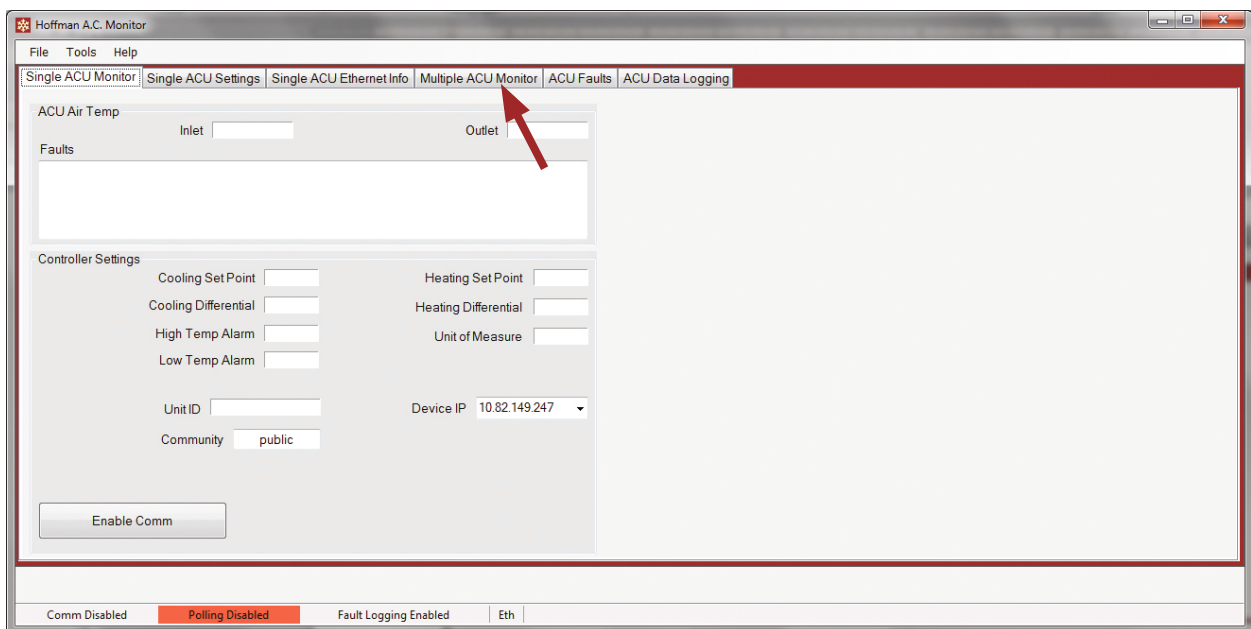 Hoffman A.C. Monitor
File Tools Help
Single ACU Monitor Single ACU Settings Single ACU Ethernet Info Multiple ACU Monitor ACU Faults ACU Data Logging
ACU Air Temp
Inlet Outlet
Faults
Controller Settings
Cooling Set Point Heating Set Point
Cooling Differential Heating Differential
High Temp Alarm Unit of Measure
Low Temp Alarm
Unit ID Device IP 10.82.149.247
Community public
Enable Comm
Comm Disabled Polling Disabled Fault Logging Enabled Eth